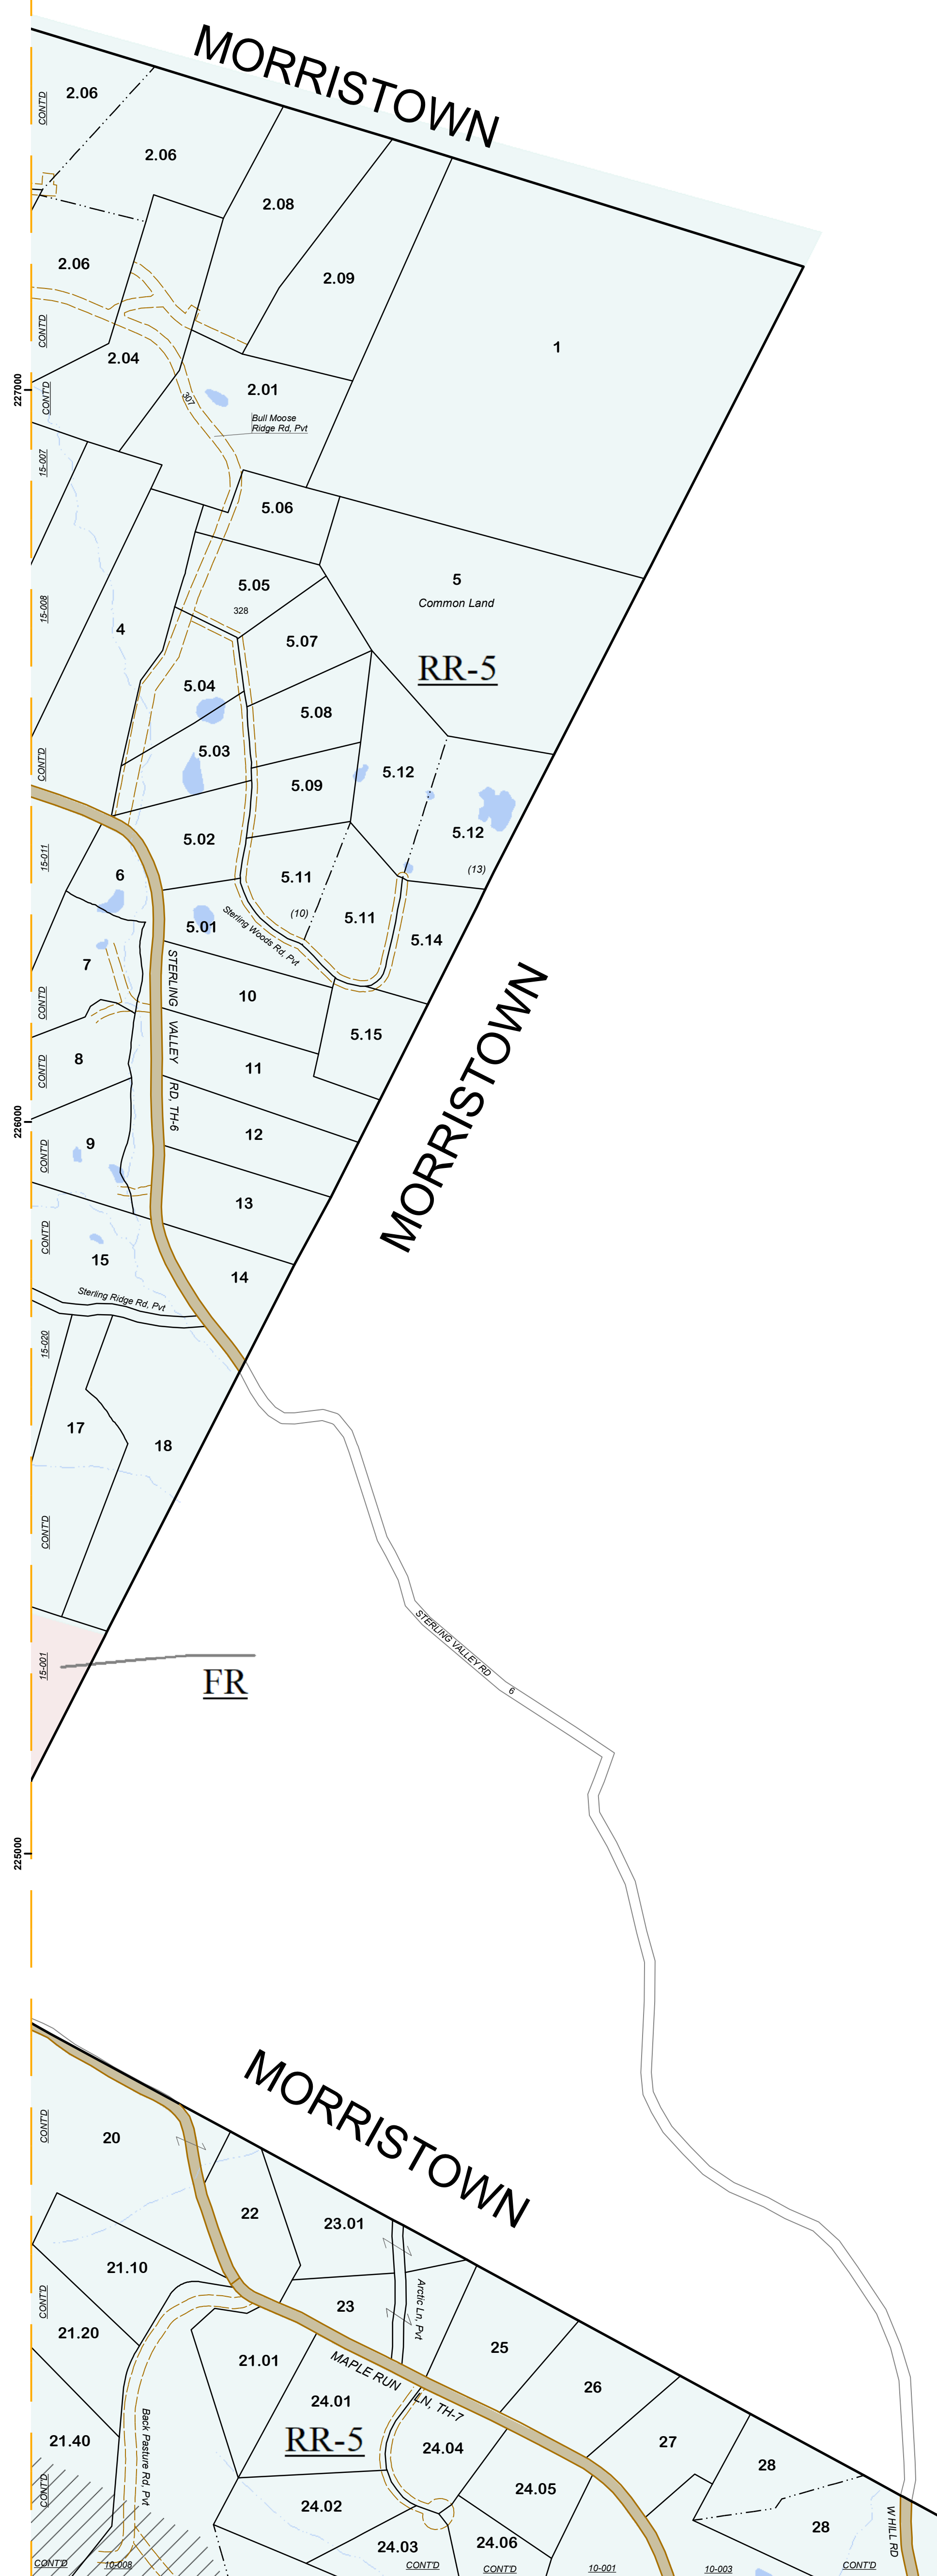 MORRISTOWN
2.06
CONT'D
2.06
2.08
2.06
2.09
CONT'D
1
2.04
227000
CONT'D
2.01
307
Bull Moose
Ridge Rd, Pvt
15-007
5.06
5
Common Land
5.05
15-008
328
4
5.07
RR-5
5.04
5.08
5.03
CONT'D
5.12
5.09
5.12
5.02
15-011
(13)
6
5.11
(10)
5.11
5.01
Sterling Woods Rd, Pvt
5.14
7
STERLING VALLEY RD, TH-6
10
CONT'D
5.15
MORRISTOWN
8
CONT'D
11
226000
12
9
CONT'D
13
CONT'D
15
14
Sterling Ridge Rd, Pvt
15-020
17
18
CONT'D
STERLING VALLEY RD
6
15-001
FR
225000
MORRISTOWN
CONT'D
20
22
23.01
21.10
CONT'D
23
Arctic Ln, Pvt
21.20
25
21.01
MAPLE RUN LN, TH-7
26
24.01
21.40
Back Pasture Rd, Pvt
RR-5
24.04
27
28
CONT'D
24.05
24.02
28
W HILL RD
24.03
24.06
CONT'D
10-008
CONT'D
CONT'D
10-001
10-003
CONT'D